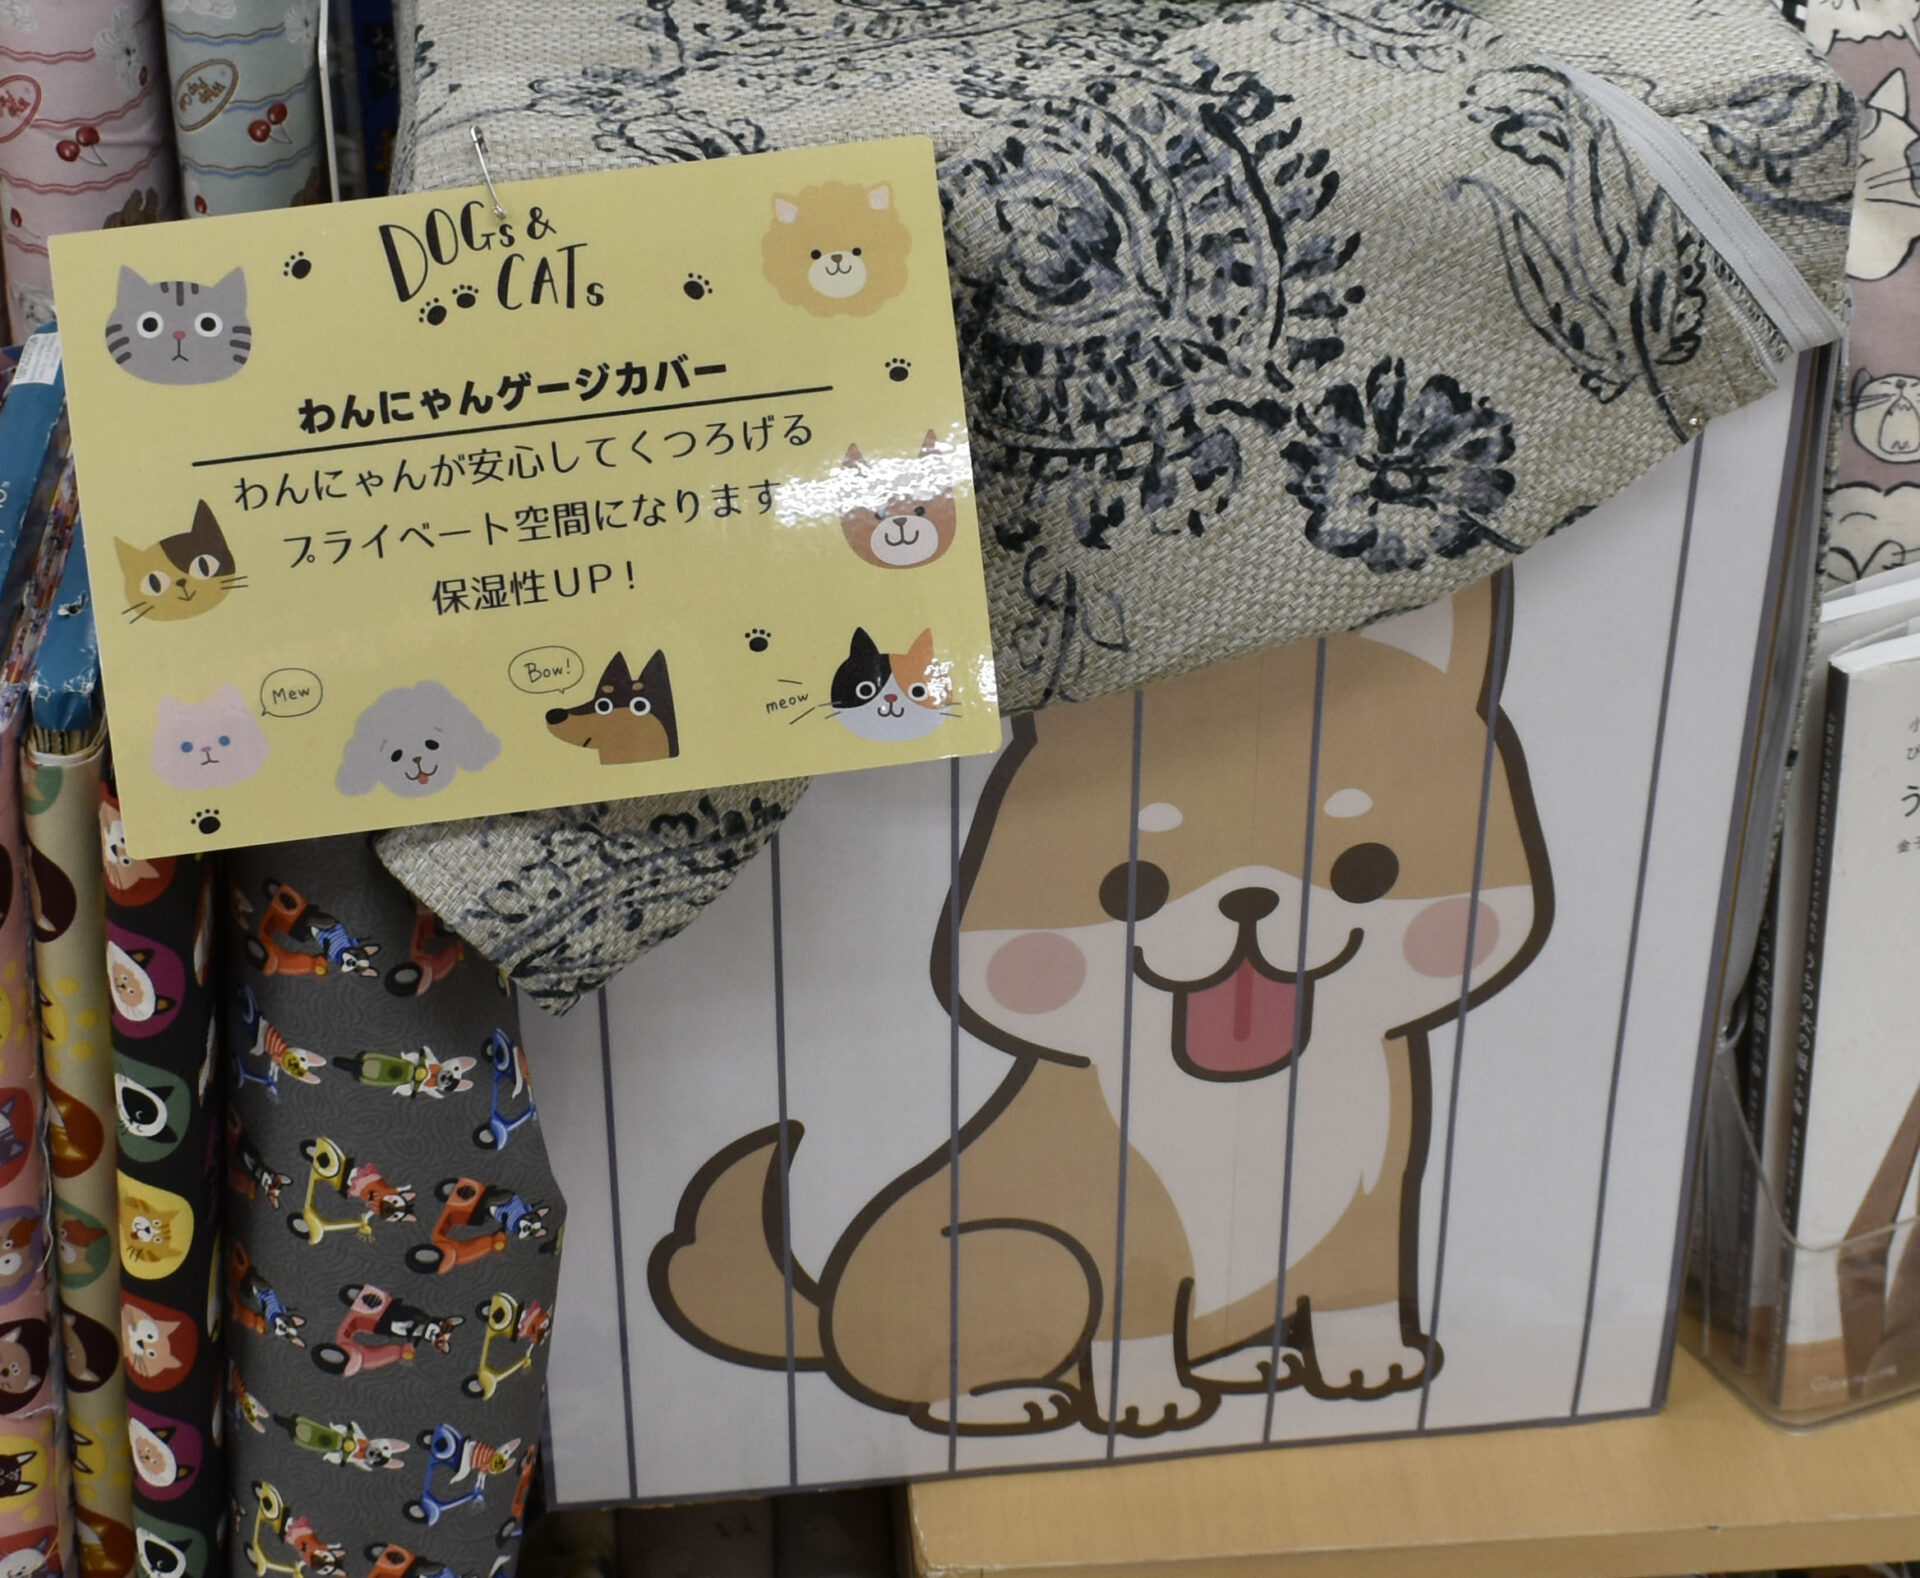 DOGs &
CATs
わんにゃんゲージカバー
わんにゃんが安心してくつろげる
プライベート空間になります
保湿性UP！
Mew
Bow!
meow